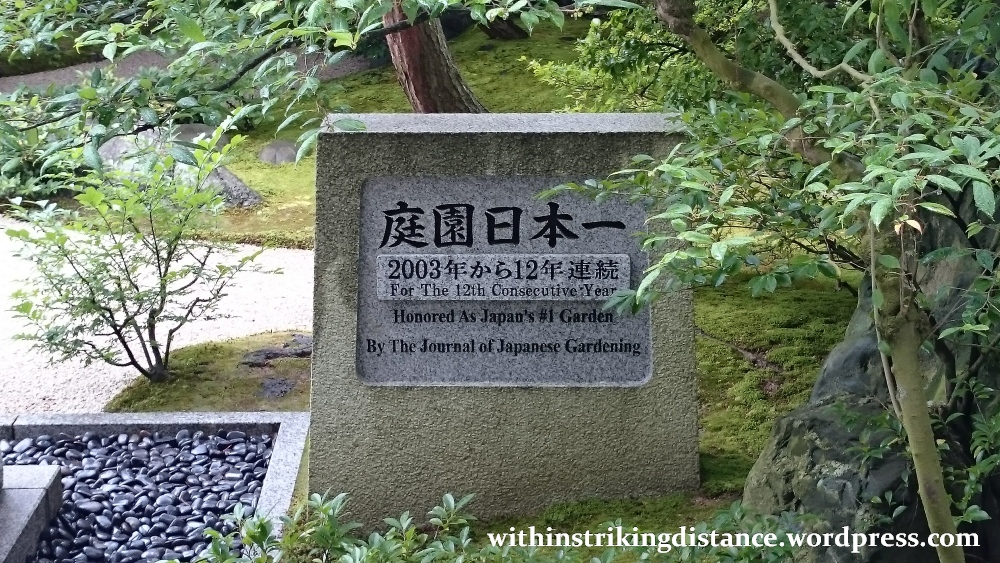 庭園日本一
2003年から12年連続
For The 12th Consecutive Year
Honored As Japan's #1 Garden
By The Journal of Japanese Gardening
withinstrikingdistance.wordpress.com